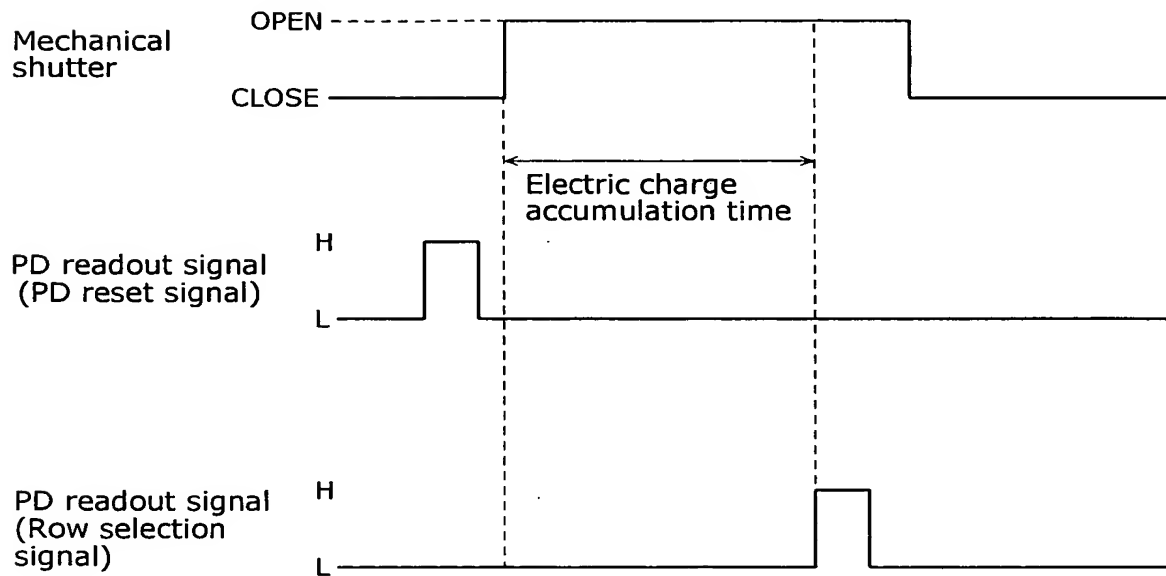 OPEN
Mechanical
shutter
CLOSE
Electric charge
accumulation time
H
PD readout signal
(PD reset signal)
L
H
PD readout signal
(Row selection
signal)
L